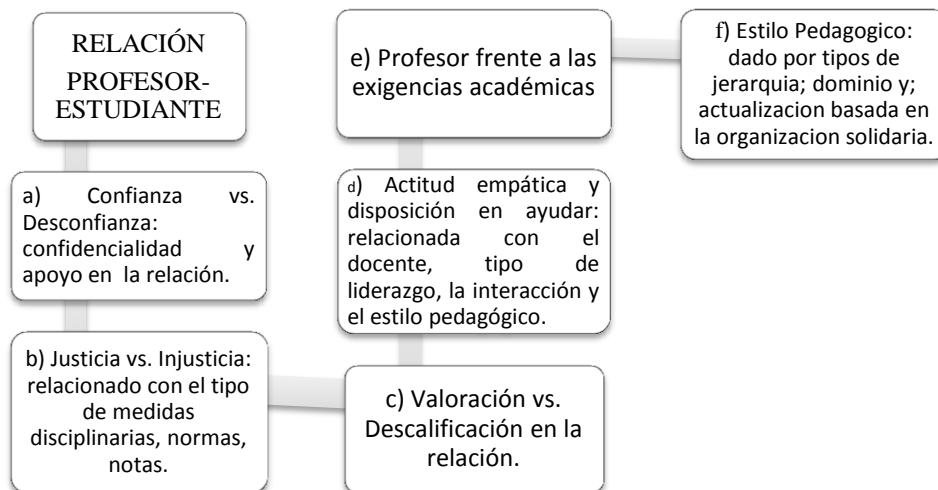 RELACIÓN
PROFESOR-
ESTUDIANTE
a) Confianza vs.
Desconfianza:
confidencialidad y
apoyo en la relación.
b) Justicia vs. Injusticia:
relacionado con el tipo
de medidas
disciplinarias, normas,
notas.
c) Valoración vs.
Descalificación en la
relación.
d) Actitud empática y
disposición en ayudar:
relacionada con el
docente, tipo de
liderazgo, la interacción y
el estilo pedagógico.
e) Profesor frente a las
exigencias académicas
f) Estilo Pedagogico:
dado por tipos de
jerarquia; dominio y;
actualizacion basada en
la organizacion solidaria.